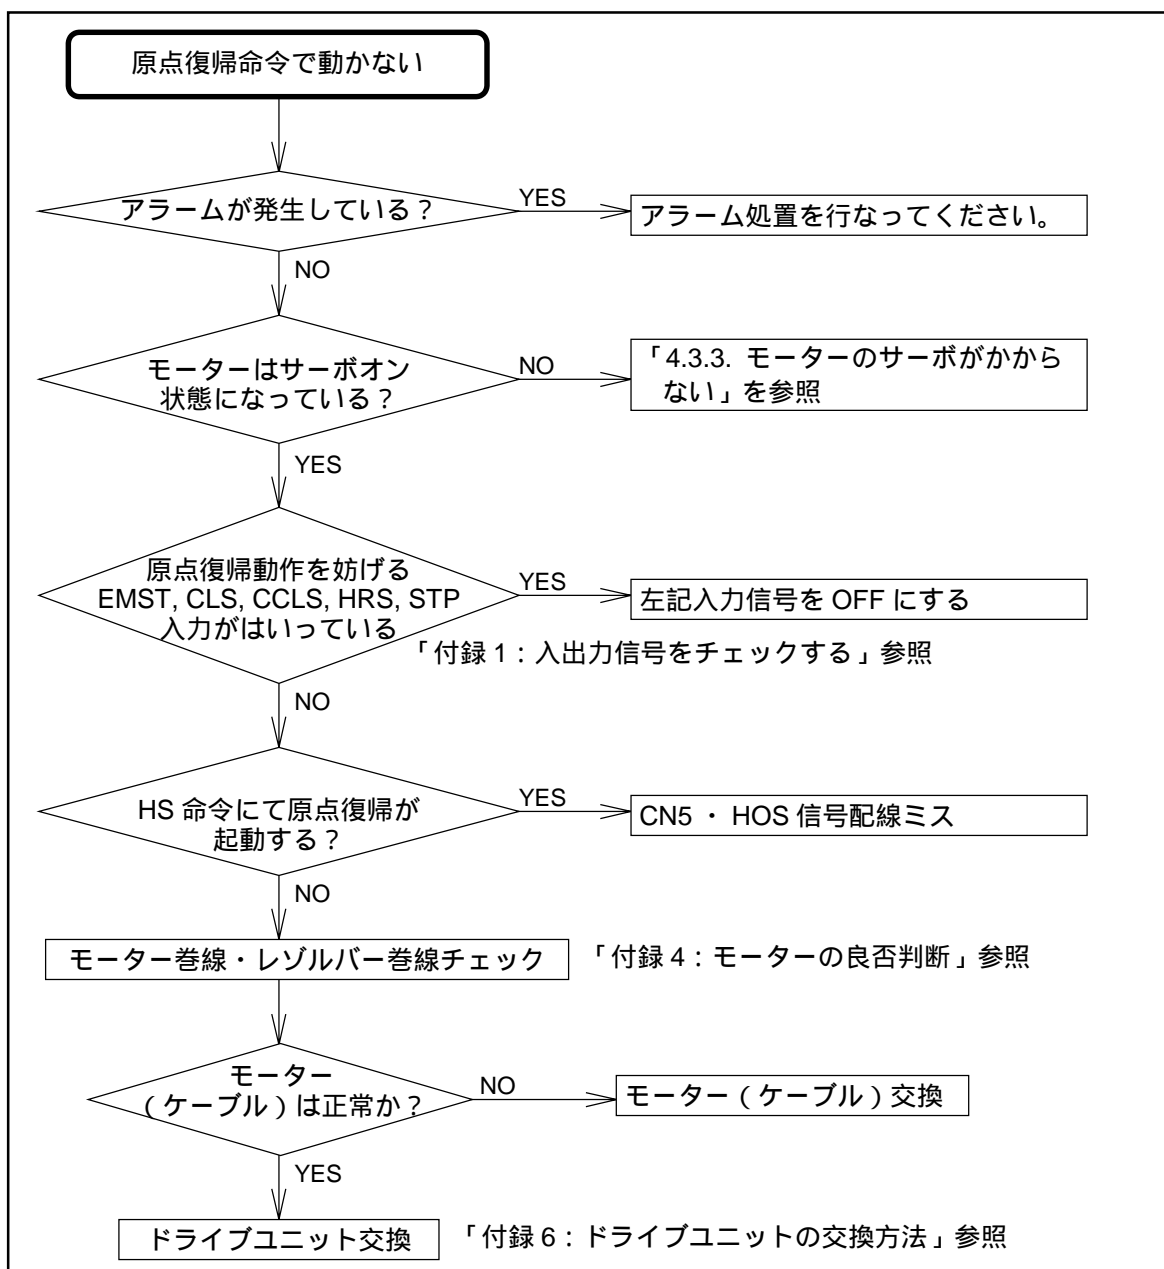 原点復帰命令で動かない
アラームが発生している？
YES
アラーム処置を行なってください。
NO
モーターはサーボオン
状態になっている？
NO
「4.3.3. モーターのサーボがかから
ない」を参照
YES
原点復帰動作を妨げる
EMST, CLS, CCLS, HRS, STP
入力がはいっている
YES
左記入力信号を OFF にする
「付録 1：入出力信号をチェックする」参照
NO
HS 命令にて原点復帰が
起動する？
YES
CN5 ・ HOS 信号配線ミス
NO
モーター巻線・レゾルバー巻線チェック
「付録 4：モーターの良否判断」参照
モーター
（ケーブル）は正常か？
NO
モーター（ケーブル）交換
YES
ドライブユニット交換
「付録 6：ドライブユニットの交換方法」参照